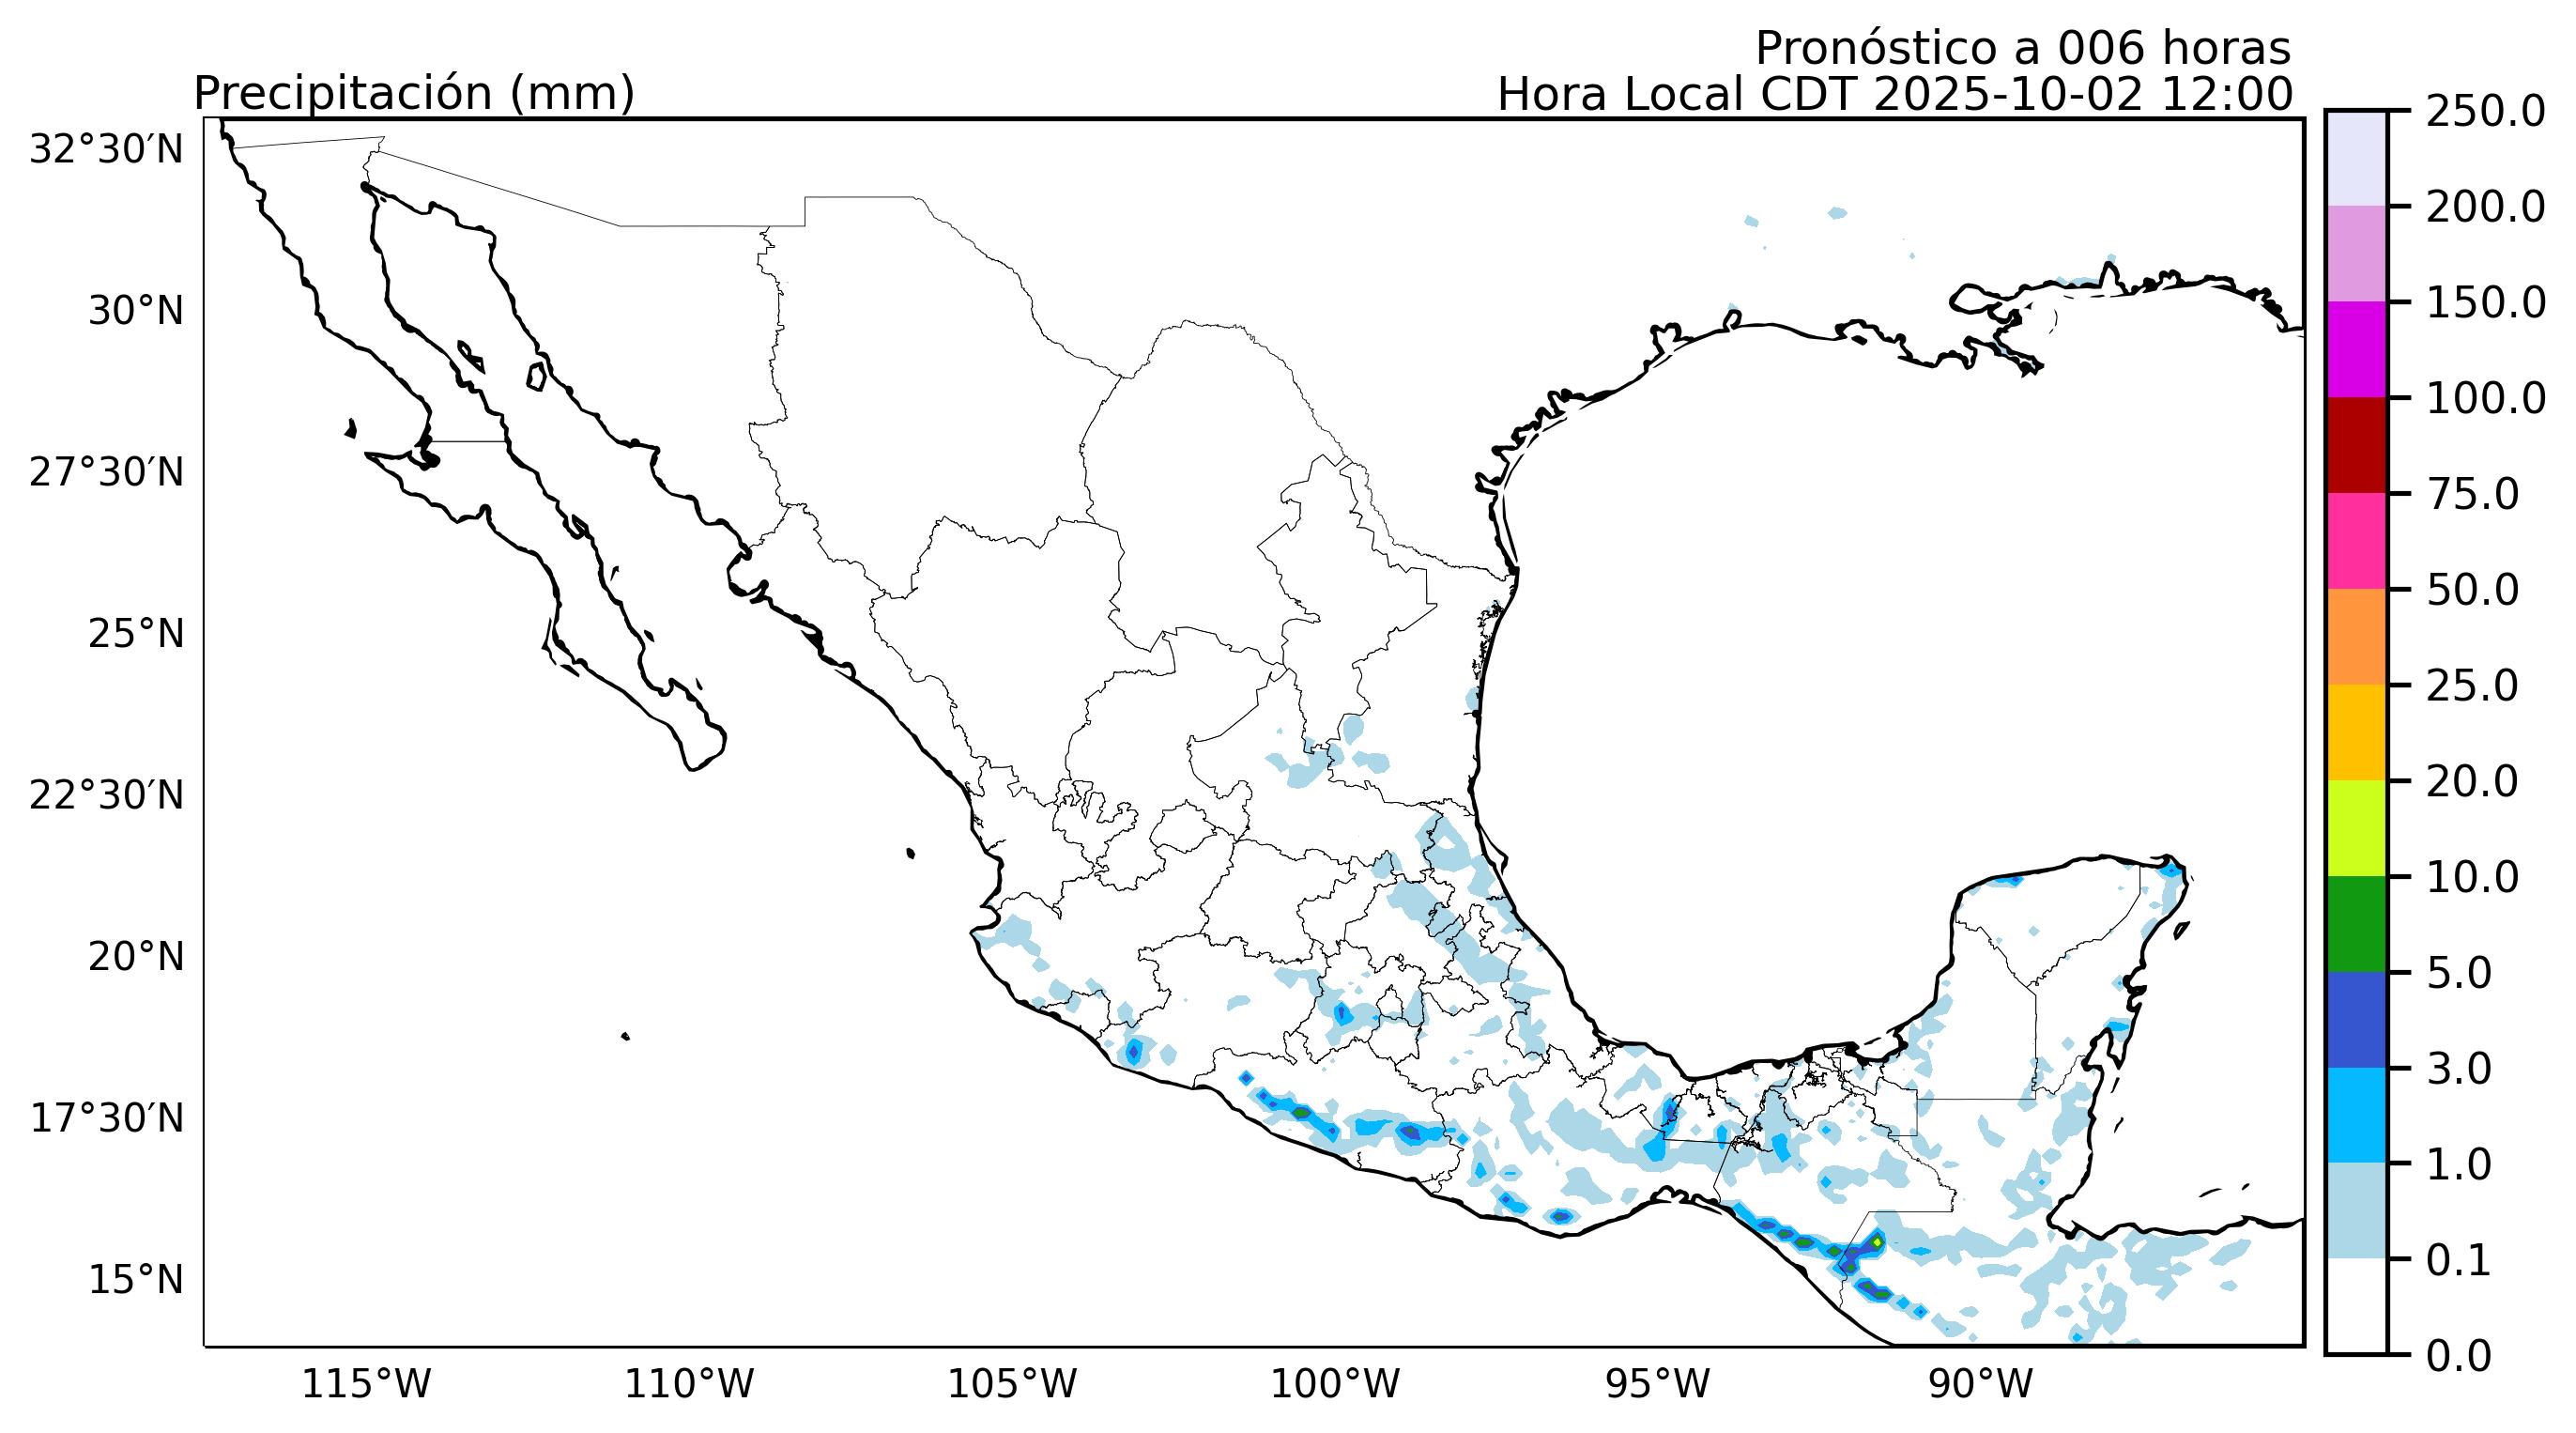 Pronóstico a 006 horas
Precipitación (mm)
Hora Local CDT 2025-10-02 12:00
32°30′N
30°N
27°30′N
25°N
22°30′N
20°N
17°30′N
15°N
115°W
110°W
105°W
100°W
95°W
90°W
250.0
200.0
150.0
100.0
75.0
50.0
25.0
20.0
10.0
5.0
3.0
1.0
0.1
0.0